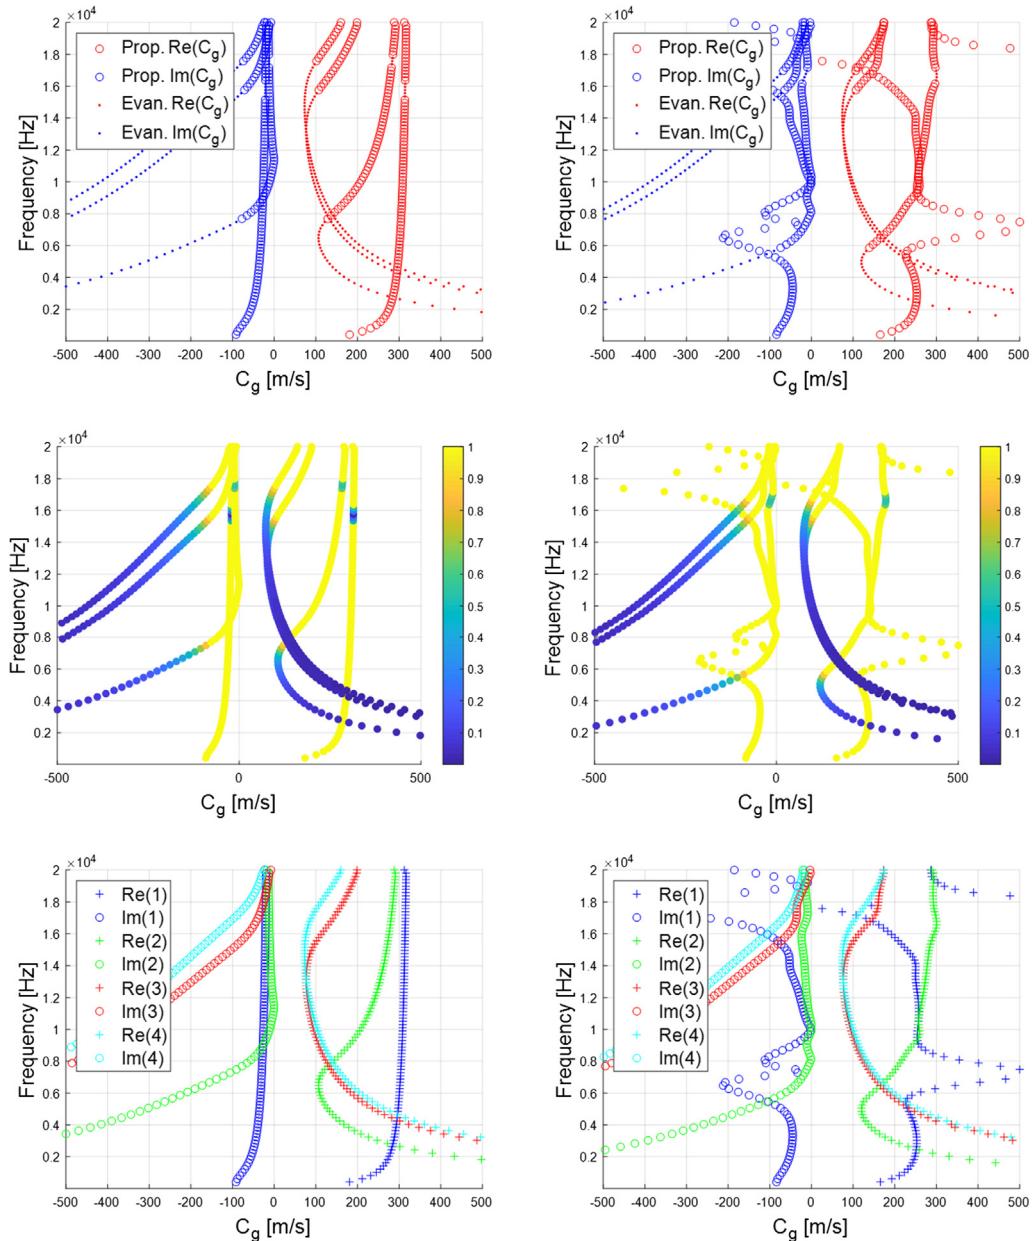 ×10⁴
2
1.8
1.6
1.4
1.2
1
0.8
0.6
0.4
0.2
Frequency [Hz]
Prop. Re(Cg)
Prop. Im(Cg)
Evan. Re(Cg)
Evan. Im(Cg)
-500 -400 -300 -200 -100 0 100 200 300 400 500
Cg [m/s]
×10⁴
2
1.8
1.6
1.4
1.2
1
0.8
0.6
0.4
0.2
Frequency [Hz]
Prop. Re(Cg)
Prop. Im(Cg)
Evan. Re(Cg)
Evan. Im(Cg)
-500 -400 -300 -200 -100 0 100 200 300 400 500
Cg [m/s]
×10⁴
2
1.8
1.6
1.4
1.2
1
0.8
0.6
0.4
0.2
Frequency [Hz]
-500 0 500
Cg [m/s]
1
0.9
0.8
0.7
0.6
0.5
0.4
0.3
0.2
0.1
×10⁴
2
1.8
1.6
1.4
1.2
1
0.8
0.6
0.4
0.2
Frequency [Hz]
-500 0 500
Cg [m/s]
1
0.9
0.8
0.7
0.6
0.5
0.4
0.3
0.2
0.1
×10⁴
2
1.8
1.6
1.4
1.2
1
0.8
0.6
0.4
0.2
Frequency [Hz]
Re(1)
Im(1)
Re(2)
Im(2)
Re(3)
Im(3)
Re(4)
Im(4)
-500 -400 -300 -200 -100 0 100 200 300 400 500
Cg [m/s]
×10⁴
2
1.8
1.6
1.4
1.2
1
0.8
0.6
0.4
0.2
Frequency [Hz]
Re(1)
Im(1)
Re(2)
Im(2)
Re(3)
Im(3)
Re(4)
Im(4)
-500 -400 -300 -200 -100 0 100 200 300 400 500
Cg [m/s]